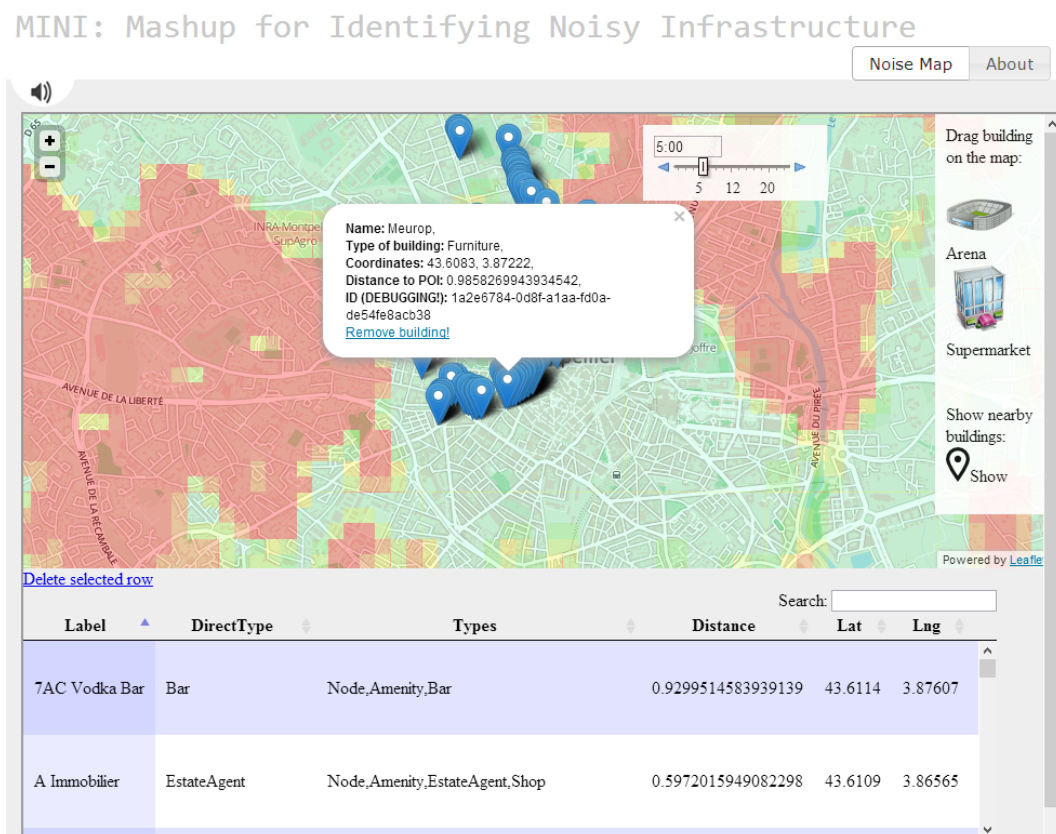 MINI: Mashup for Identifying Noisy Infrastructure
Noise Map
About
D 65
+
-
5:00
5 12 20
Drag building
on the map:
Arena
Supermarket
Show nearby
buildings:
Show
INRA Montpe
SupAgro
×
Name: Meurop,
Type of building: Furniture,
Coordinates: 43.6083, 3.87222,
Distance to POI: 0.9858269943934542,
ID (DEBUGGING!): 1a2e6784-0d8f-a1aa-fd0a-
de54fe8acb38
Remove building!
offre
AVENUE DE LA LIBERTÉ
AVENUE DU PIRÉE
AVENUE DE LA RECAMBALE
Powered by Leafle
Delete selected row
Search:
Label DirectType Types Distance Lat Lng
7AC Vodka Bar Bar Node,Amenity,Bar 0.9299514583939139 43.6114 3.87607
A Immobilier EstateAgent Node,Amenity,EstateAgent,Shop 0.5972015949082298 43.6109 3.86565